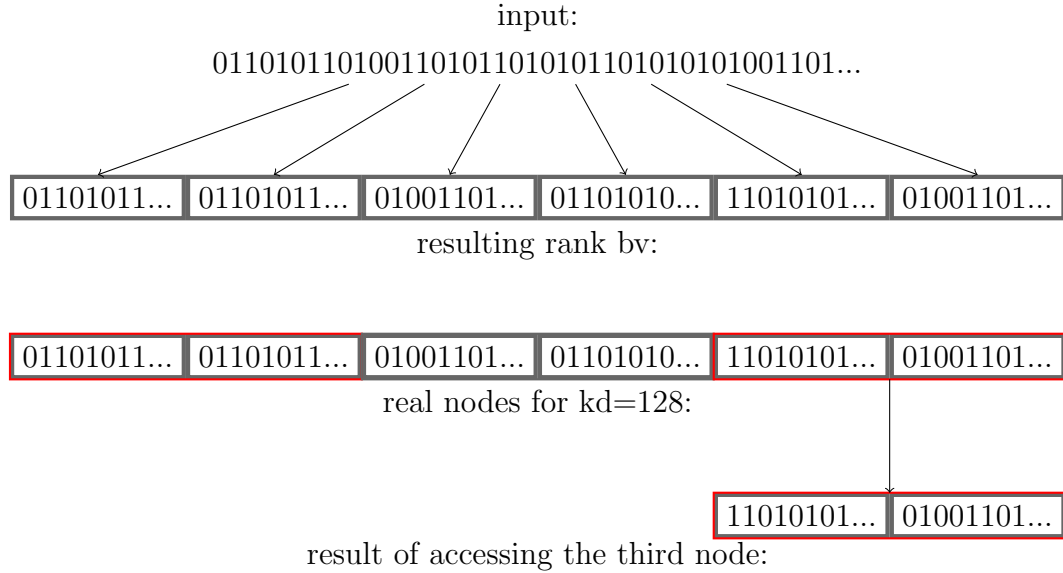 input:
0110101101001101011010101101010101001101...
01101011... 01101011... 01001101... 01101010... 11010101... 01001101...
resulting rank bv:
01101011... 01101011... 01001101... 01101010... 11010101... 01001101...
real nodes for kd=128:
11010101... 01001101...
result of accessing the third node: